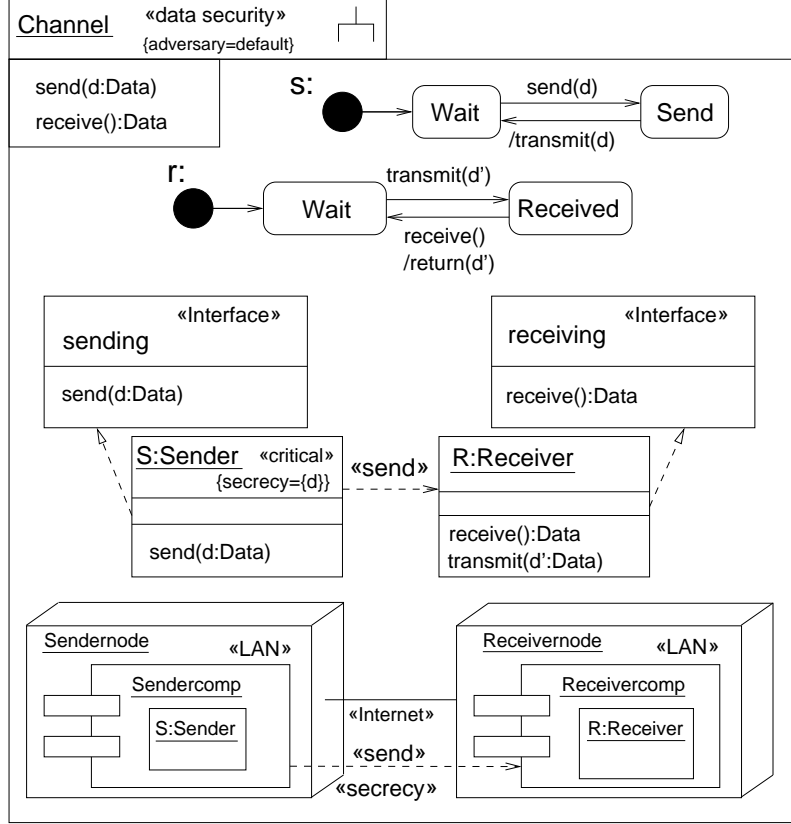 Channel
«data security»
{adversary=default}
send(d:Data)
receive():Data
s:
Wait
send(d)
/transmit(d)
Send
r:
Wait
transmit(d’)
receive()
/return(d’)
Received
«Interface»
sending
send(d:Data)
«Interface»
receiving
receive():Data
S:Sender «critical»
{secrecy={d}}
send(d:Data)
«send»
R:Receiver
receive():Data
transmit(d’:Data)
Sendernode
«LAN»
Sendercomp
S:Sender
«Internet»
«send»
«secrecy»
Receivernode
«LAN»
Receivercomp
R:Receiver